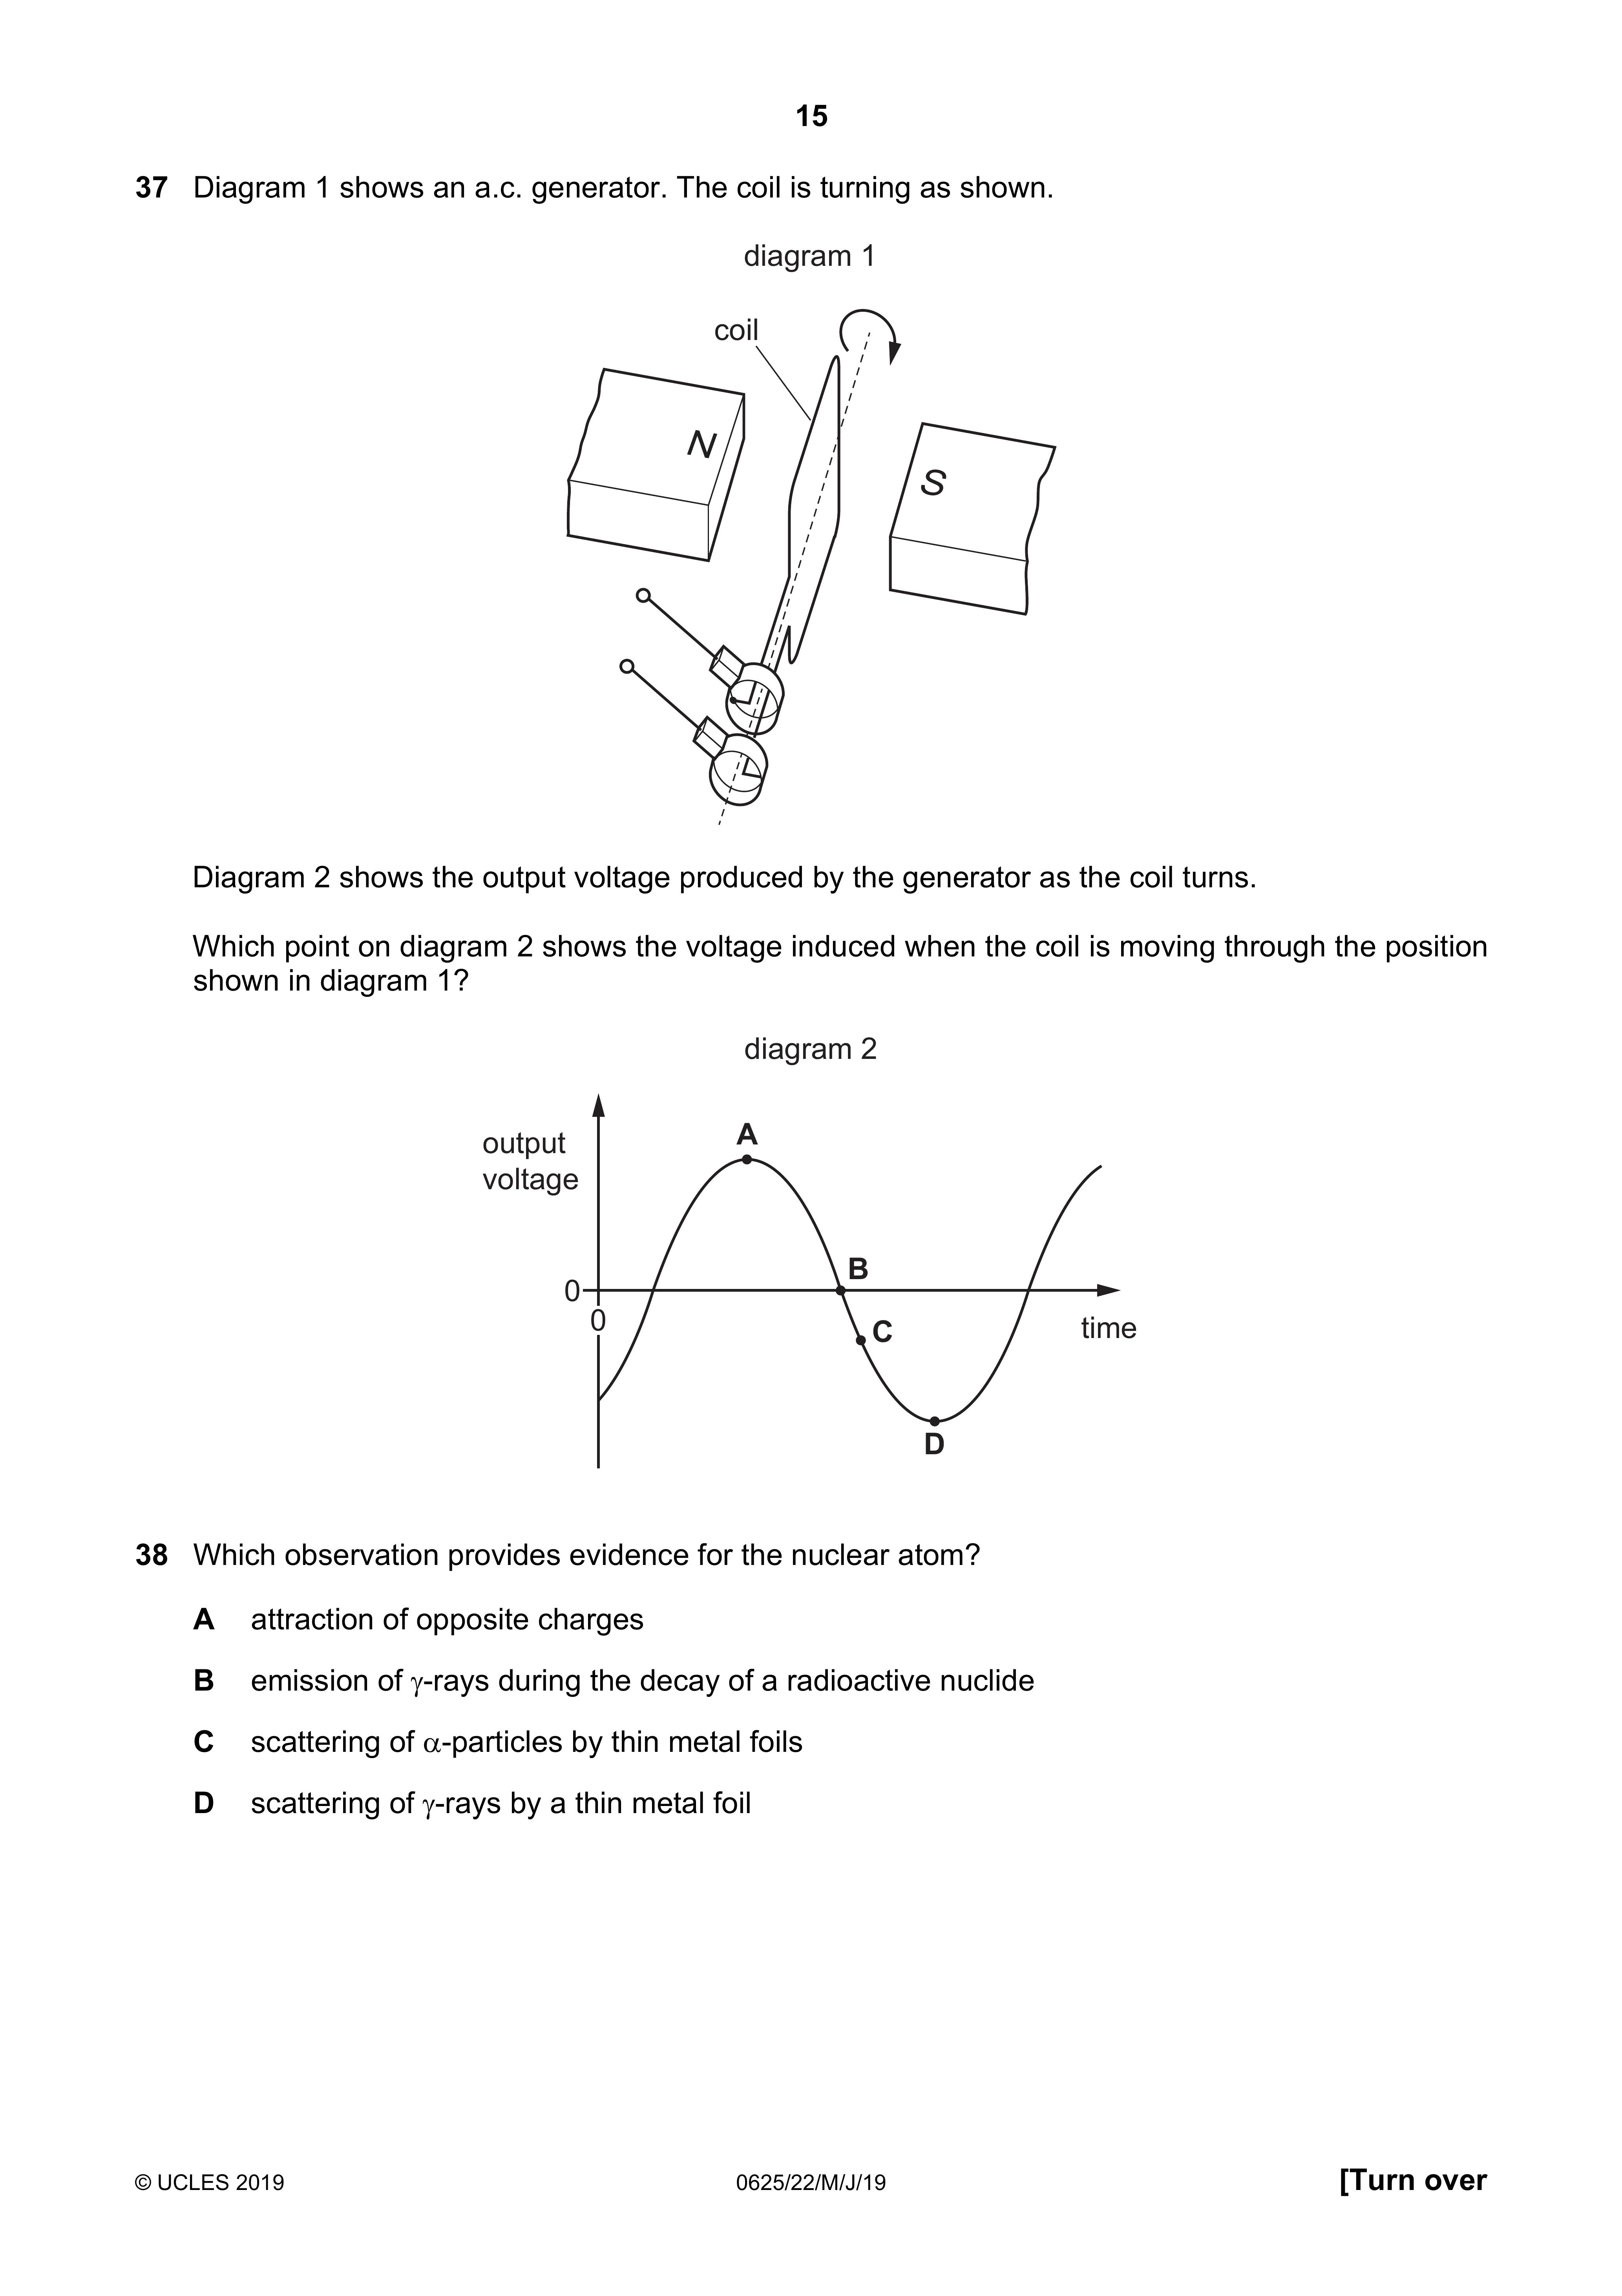 15
37 Diagram 1 shows an a.c. generator. The coil is turning as shown.
diagram 1
coil
N
S
Diagram 2 shows the output voltage produced by the generator as the coil turns.
Which point on diagram 2 shows the voltage induced when the coil is moving through the position
shown in diagram 1?
diagram 2
output
voltage
A
B
0
0
C
time
D
38 Which observation provides evidence for the nuclear atom?
A attraction of opposite charges
B emission of γ-rays during the decay of a radioactive nuclide
C scattering of α-particles by thin metal foils
D scattering of γ-rays by a thin metal foil
© UCLES 2019
0625/22/M/J/19
[Turn over